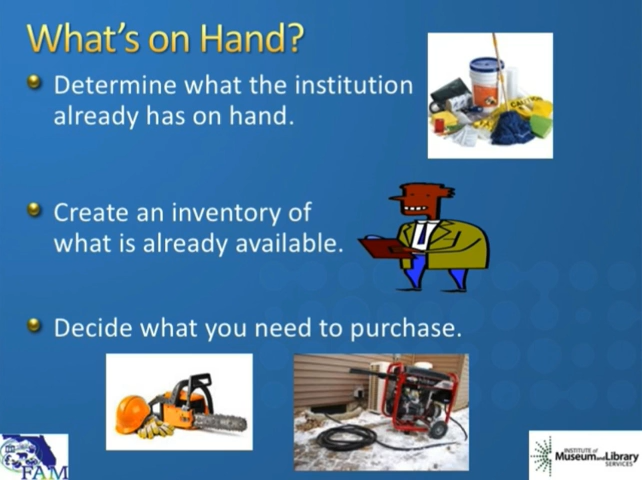 What's on Hand?
Determine what the institution
already has on hand.
CAUTION
Create an inventory of
what is already available.
Decide what you need to purchase.
FAM
INSTITUTE of
Museum and Library
SERVICES